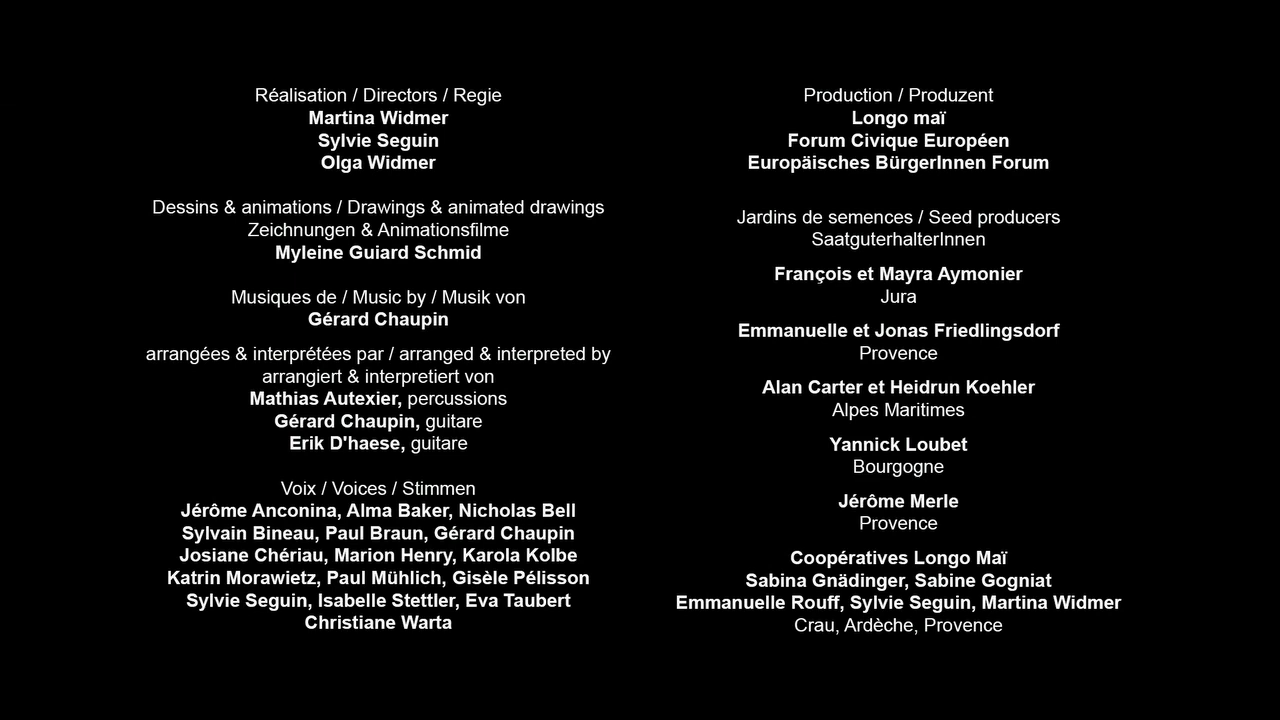 Réalisation / Directors / Regie
Martina Widmer
Sylvie Seguin
Olga Widmer
Dessins & animations / Drawings & animated drawings
Zeichnungen & Animationsfilme
Myleine Guiard Schmid
Musiques de / Music by / Musik von
Gérard Chaupin
arrangées & interprétées par / arranged & interpreted by
arrangiert & interpretiert von
Mathias Autexier, percussions
Gérard Chaupin, guitare
Erik D'haese, guitare
Voix / Voices / Stimmen
Jérôme Anconina, Alma Baker, Nicholas Bell
Sylvain Bineau, Paul Braun, Gérard Chaupin
Josiane Chériau, Marion Henry, Karola Kolbe
Katrin Morawietz, Paul Mühlich, Gisèle Pélisson
Sylvie Seguin, Isabelle Stettler, Eva Taubert
Christiane Warta
Production / Produzent
Longo maï
Forum Civique Européen
Europäisches BürgerInnen Forum
Jardins de semences / Seed producers
SaatguterhalterInnen
François et Mayra Aymonier
Jura
Emmanuelle et Jonas Friedlingsdorf
Provence
Alan Carter et Heidrun Koehler
Alpes Maritimes
Yannick Loubet
Bourgogne
Jérôme Merle
Provence
Coopératives Longo Maï
Sabina Gnädinger, Sabine Gogniat
Emmanuelle Rouff, Sylvie Seguin, Martina Widmer
Crau, Ardèche, Provence